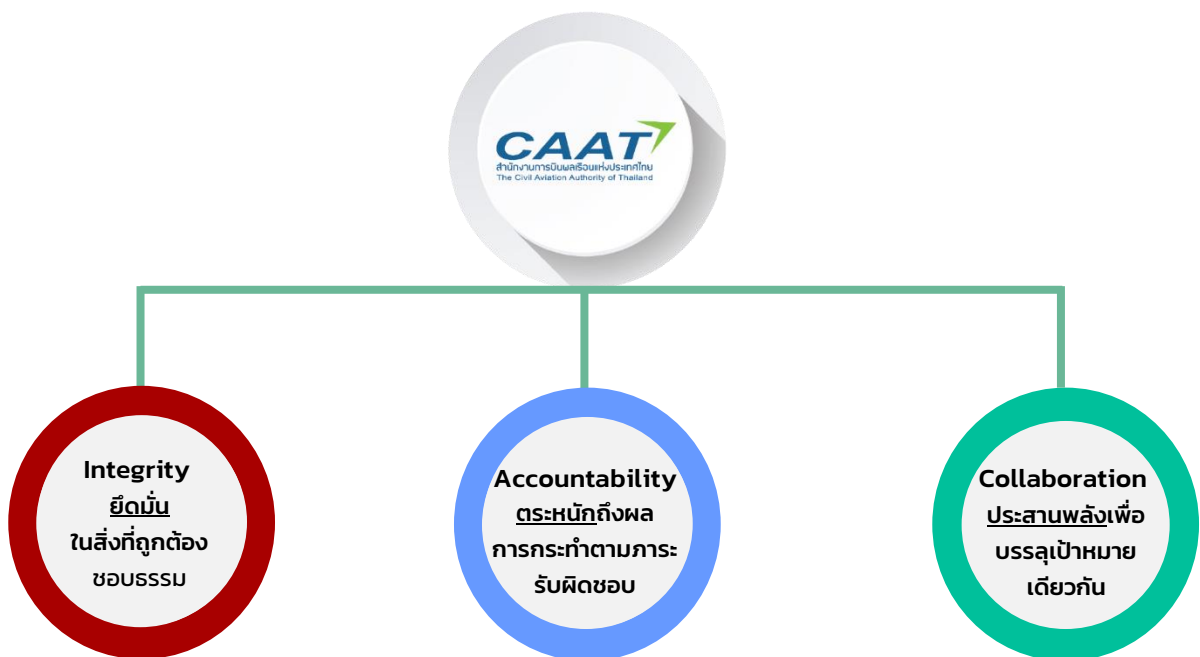 CAAT
สำนักงานการบินพลเรือนแห่งประเทศไทย
The Civil Aviation Authority of Thailand
Integrity
ยึดมั่น
ในสิ่งที่ถูกต้อง
ชอบธรรม
Accountability
ตระหนักถึงผล
การกระทำตามภาระ
รับผิดชอบ
Collaboration
ประสานพลังเพื่อ
บรรลุเป้าหมาย
เดียวกัน